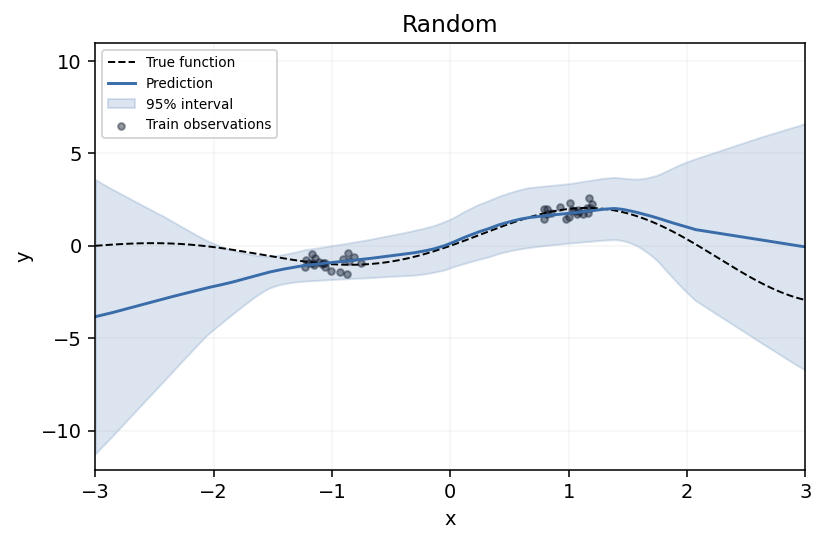 Random
10
5
0
−5
−10
y
True function
Prediction
95% interval
Train observations
−3
−2
−1
0
1
2
3
x